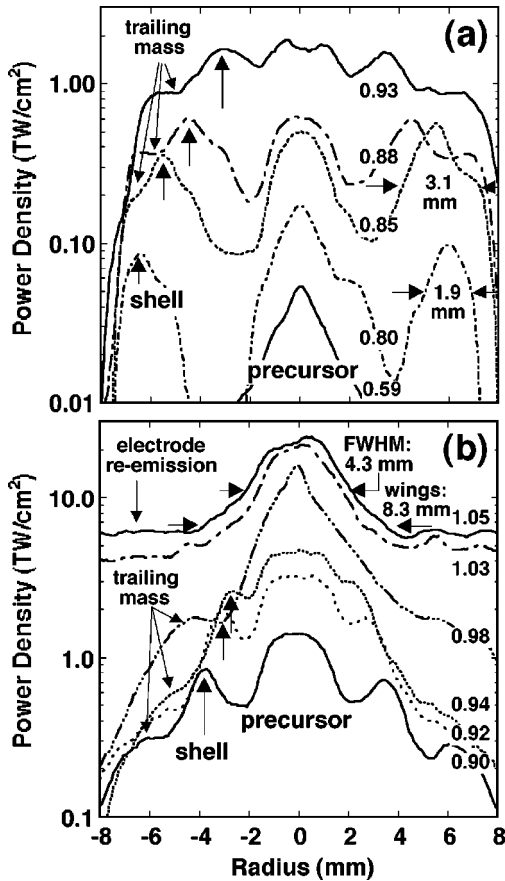 (a)
trailing
mass
1.00
0.10
0.01
Power Density (TW/cm²)
0.93
0.88
0.85
0.80
0.59
3.1
mm
1.9
mm
shell
precursor
(b)
electrode
re-emission
FWHM:
4.3 mm
wings:
8.3 mm
1.05
1.03
0.98
0.94
0.92
0.90
trailing
mass
shell
precursor
10.0
1.0
0.1
Power Density (TW/cm²)
-8 -6 -4 -2 0 2 4 6 8
Radius (mm)